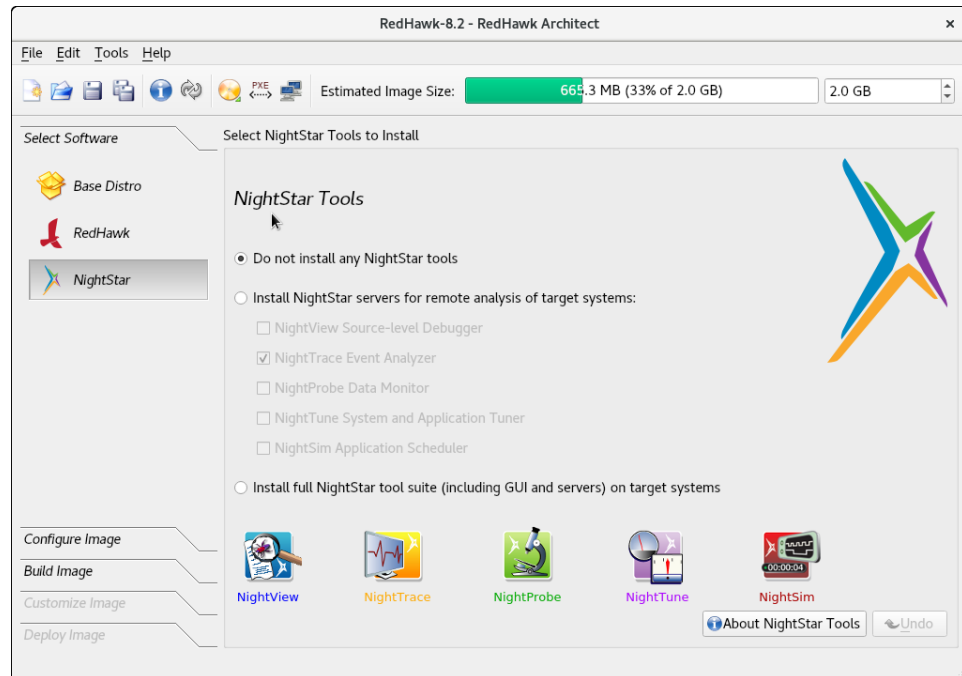 RedHawk-8.2 - RedHawk Architect
File Edit Tools Help
PXE
Estimated Image Size:
665.3 MB (33% of 2.0 GB)
2.0 GB
Select Software
Select NightStar Tools to Install
Base Distro
RedHawk
NightStar
NightStar Tools
Do not install any NightStar tools
Install NightStar servers for remote analysis of target systems:
NightView Source-level Debugger
NightTrace Event Analyzer
NightProbe Data Monitor
NightTune System and Application Tuner
NightSim Application Scheduler
Install full NightStar tool suite (including GUI and servers) on target systems
Configure Image
Build Image
Customize Image
Deploy Image
00:00:04
NightView NightTrace NightProbe NightTune NightSim
About NightStar Tools
Undo